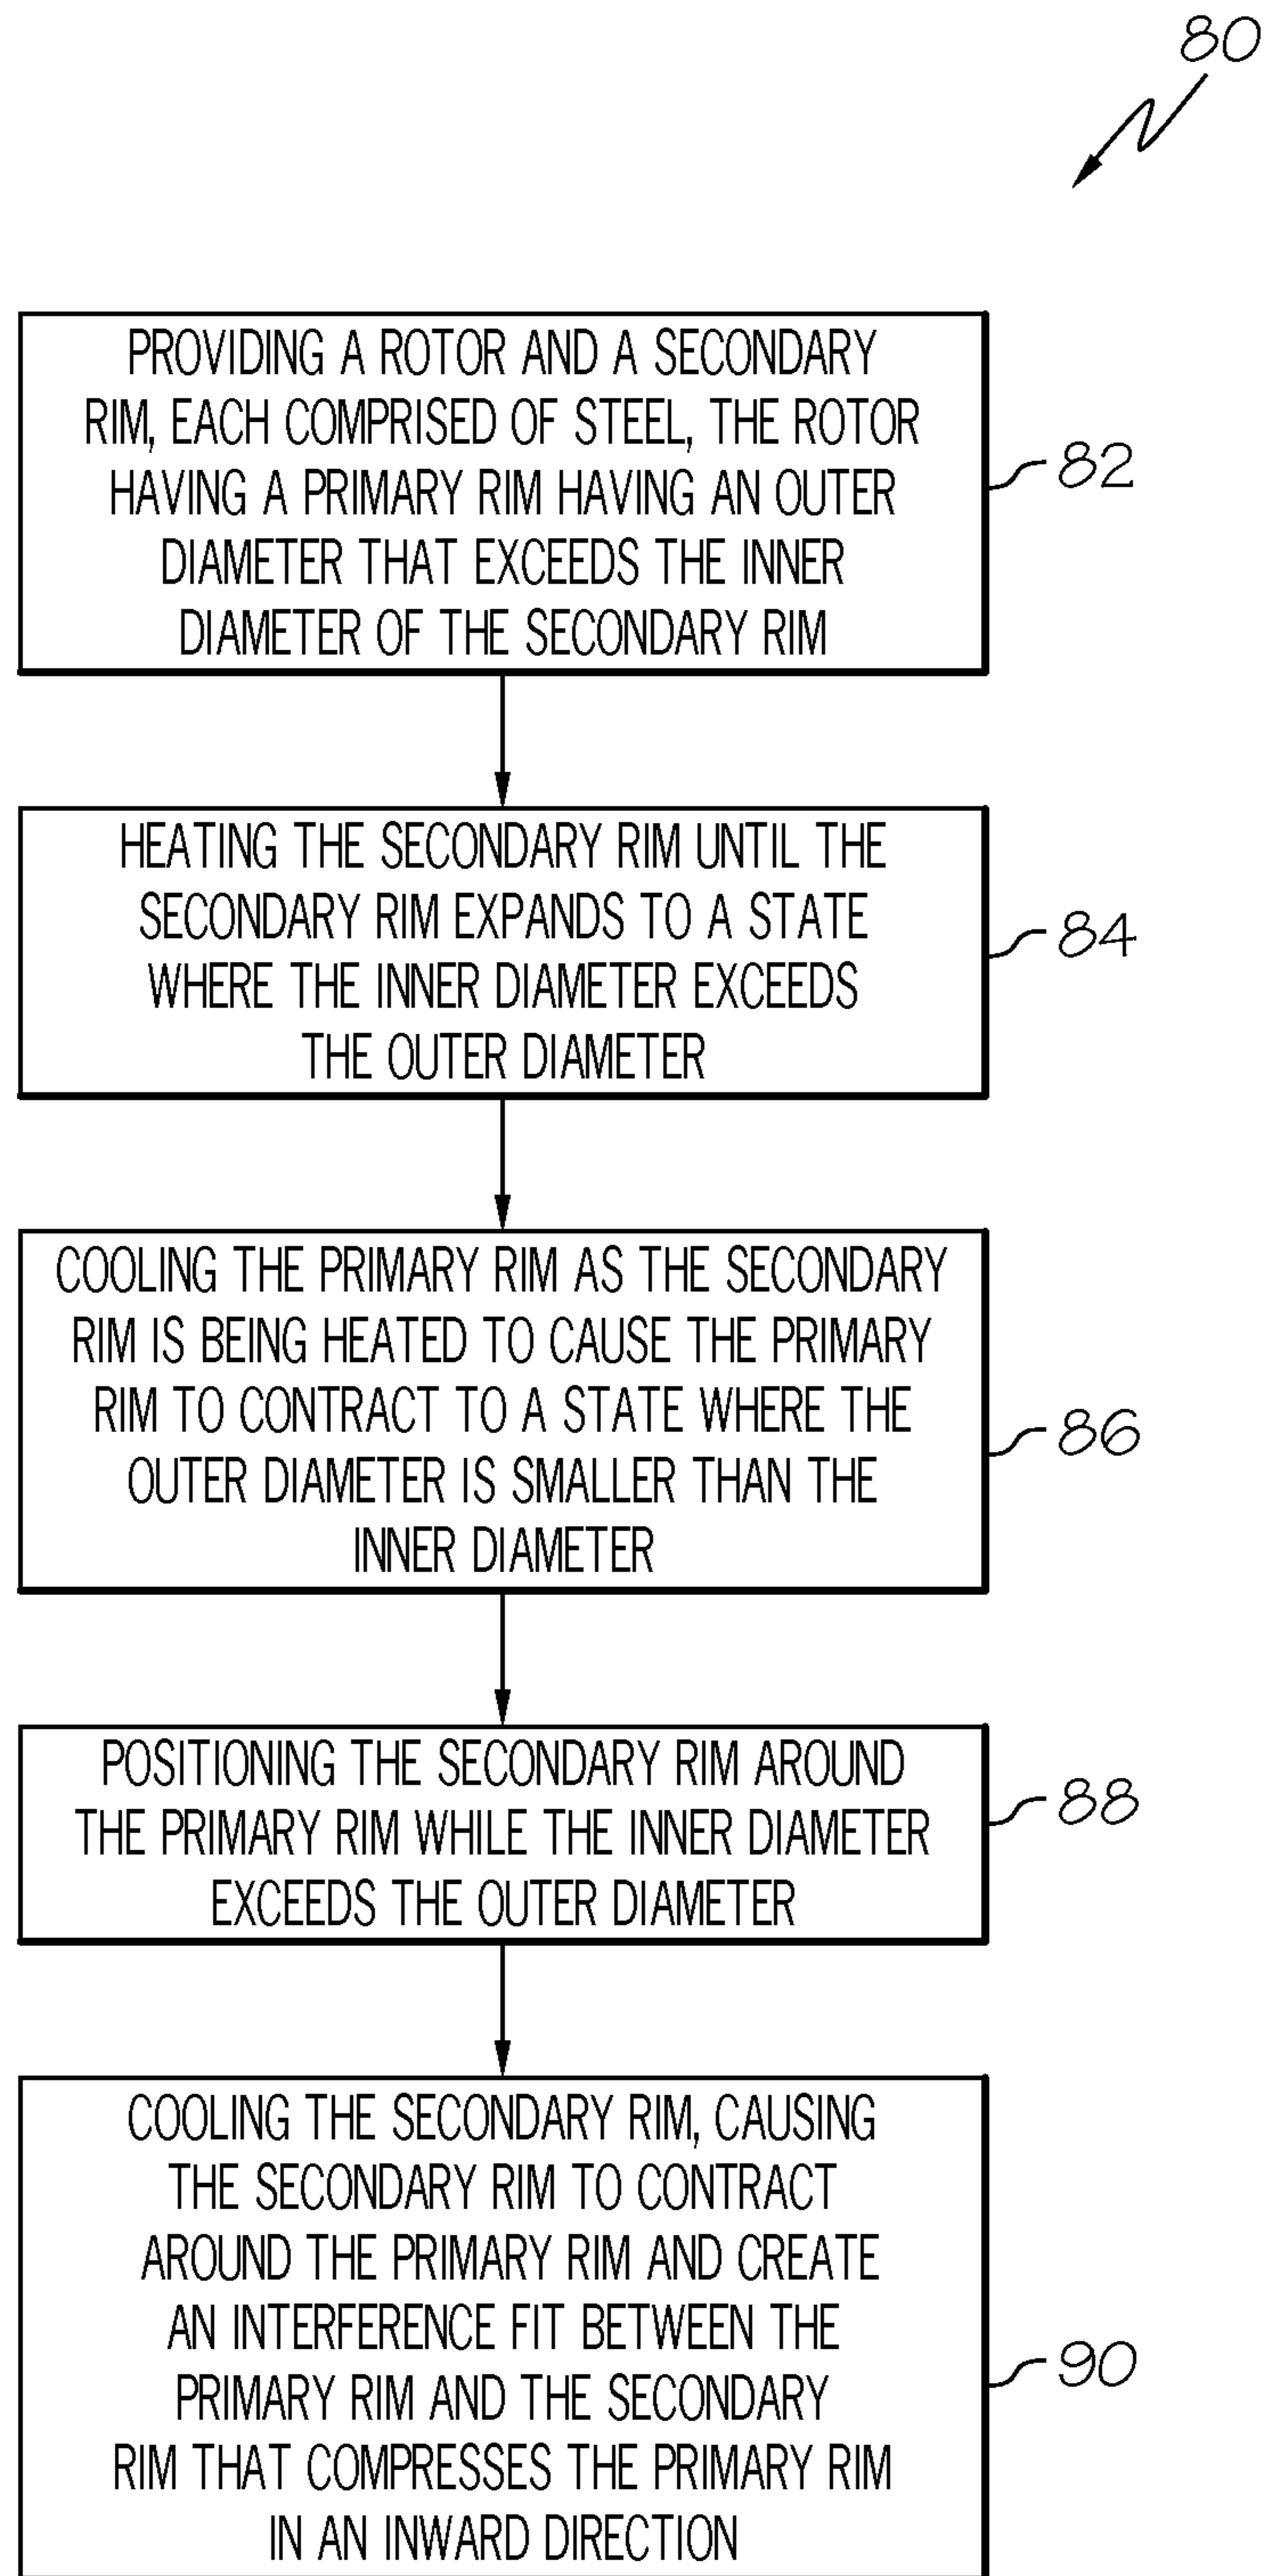 80
PROVIDING A ROTOR AND A SECONDARY
RIM, EACH COMPRISED OF STEEL, THE ROTOR
HAVING A PRIMARY RIM HAVING AN OUTER
DIAMETER THAT EXCEEDS THE INNER
DIAMETER OF THE SECONDARY RIM
82
HEATING THE SECONDARY RIM UNTIL THE
SECONDARY RIM EXPANDS TO A STATE
WHERE THE INNER DIAMETER EXCEEDS
THE OUTER DIAMETER
84
COOLING THE PRIMARY RIM AS THE SECONDARY
RIM IS BEING HEATED TO CAUSE THE PRIMARY
RIM TO CONTRACT TO A STATE WHERE THE
OUTER DIAMETER IS SMALLER THAN THE
INNER DIAMETER
86
POSITIONING THE SECONDARY RIM AROUND
THE PRIMARY RIM WHILE THE INNER DIAMETER
EXCEEDS THE OUTER DIAMETER
88
COOLING THE SECONDARY RIM, CAUSING
THE SECONDARY RIM TO CONTRACT
AROUND THE PRIMARY RIM AND CREATE
AN INTERFERENCE FIT BETWEEN THE
PRIMARY RIM AND THE SECONDARY
RIM THAT COMPRESSES THE PRIMARY RIM
IN AN INWARD DIRECTION
90